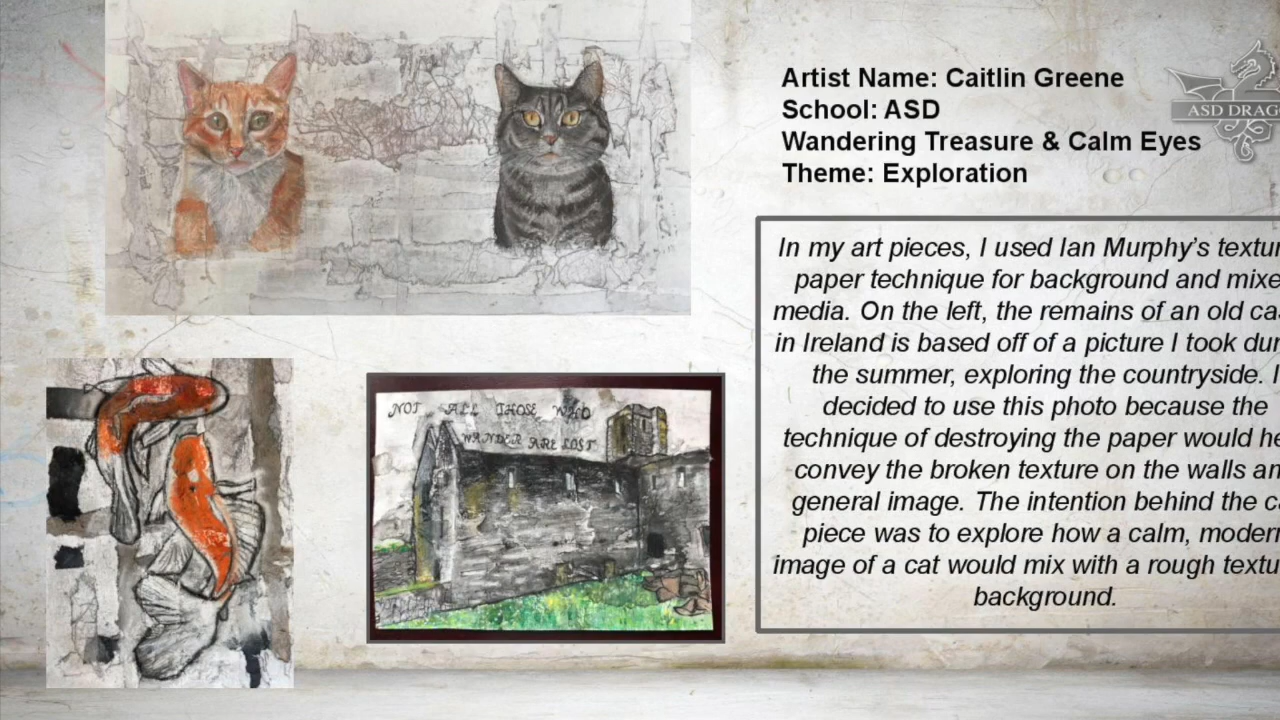 Artist Name: Caitlin Greene
School: ASD
Wandering Treasure & Calm Eyes
Theme: Exploration
ASD DRAG
In my art pieces, I used Ian Murphy's textur
paper technique for background and mixe
media. On the left, the remains of an old cas
in Ireland is based off of a picture I took dur
the summer, exploring the countryside. I
decided to use this photo because the
technique of destroying the paper would he
convey the broken texture on the walls an
general image. The intention behind the c
piece was to explore how a calm, modern
image of a cat would mix with a rough textu
background.
NOT ALL THOSE WHO
WANDER ARE LOST